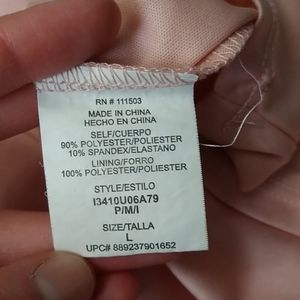 RN # 111503
MADE IN CHINA
HECHO EN CHINA
SELF/CUERPO
90% POLYESTER/POLIESTER
10% SPANDEX/ELASTANO
LINING/FORRO
100% POLYESTER/POLIESTER
STYLE/ESTILO
I3410U06A79
P/M/I
SIZE/TALLA
L
UPC# 889237901652